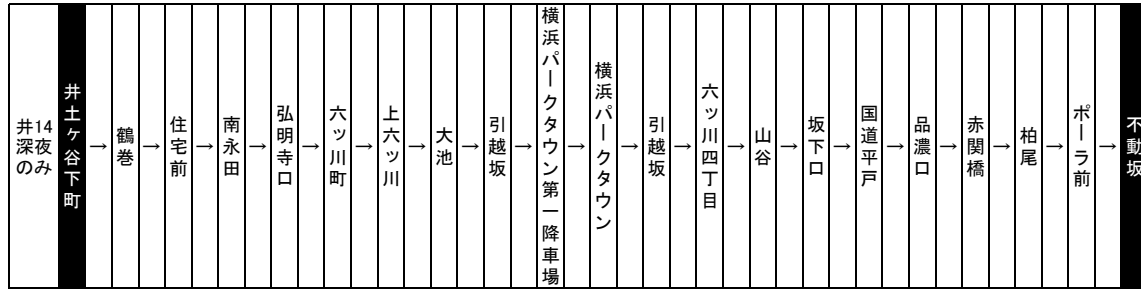 井14
深夜
のみ
井土ヶ谷下町
→
鶴巻
→
住宅前
→
南永田
→
弘明寺口
→
六ッ川町
→
上六ッ川
→
大池
→
引越坂
→
横浜パークタウン第一降車場
→
横浜パークタウン
→
引越坂
→
六ッ川四丁目
→
山谷
→
坂下口
→
国道平戸
→
品濃口
→
赤関橋
→
柏尾
→
ポーラ前
→
不動坂